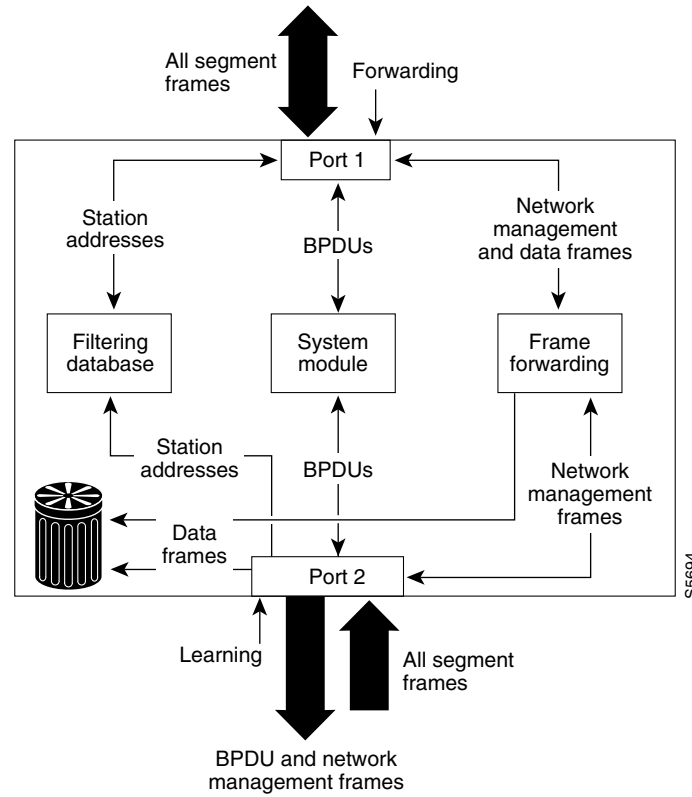 All segment
frames
Forwarding
Port 1
Station
addresses
BPDUs
Network
management
and data frames
Filtering
database
System
module
Frame
forwarding
Station
addresses
BPDUs
Network
management
frames
Data
frames
Port 2
S5694
Learning
All segment
frames
BPDU and network
management frames